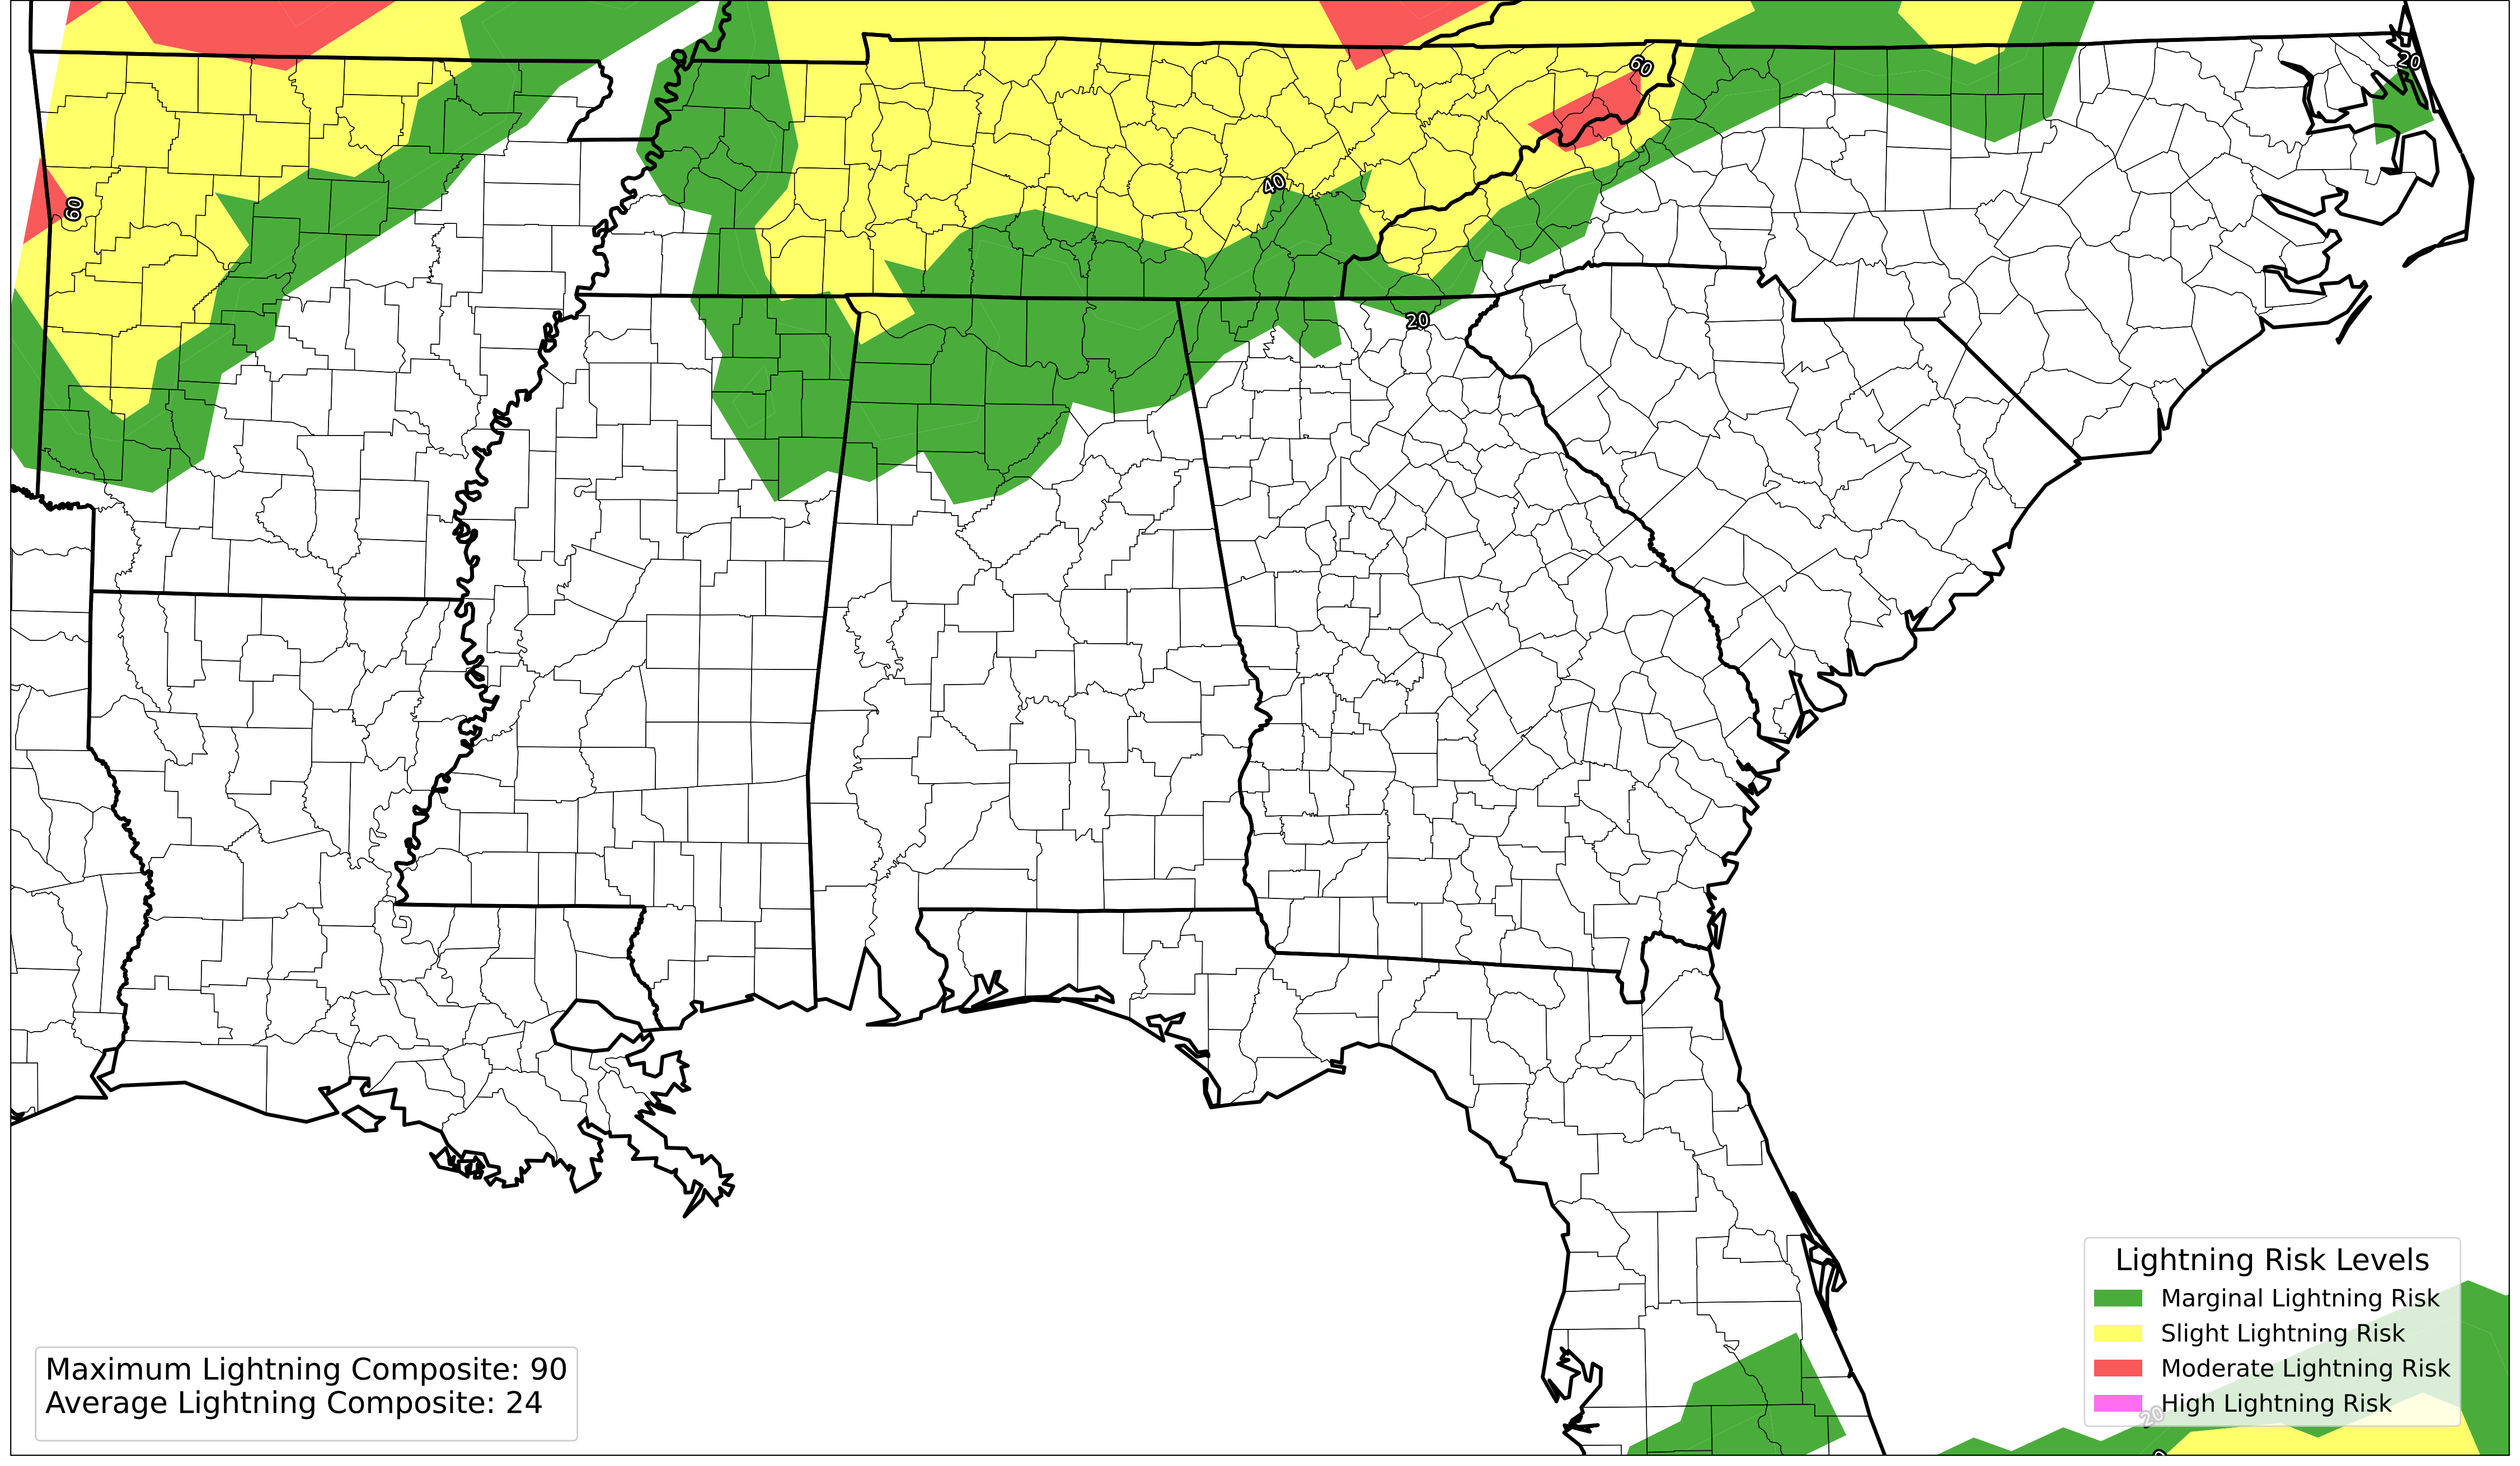 60
20
60
40
20
Lightning Risk Levels
Marginal Lightning Risk
Slight Lightning Risk
Moderate Lightning Risk
High Lightning Risk
Maximum Lightning Composite: 90
Average Lightning Composite: 24
20